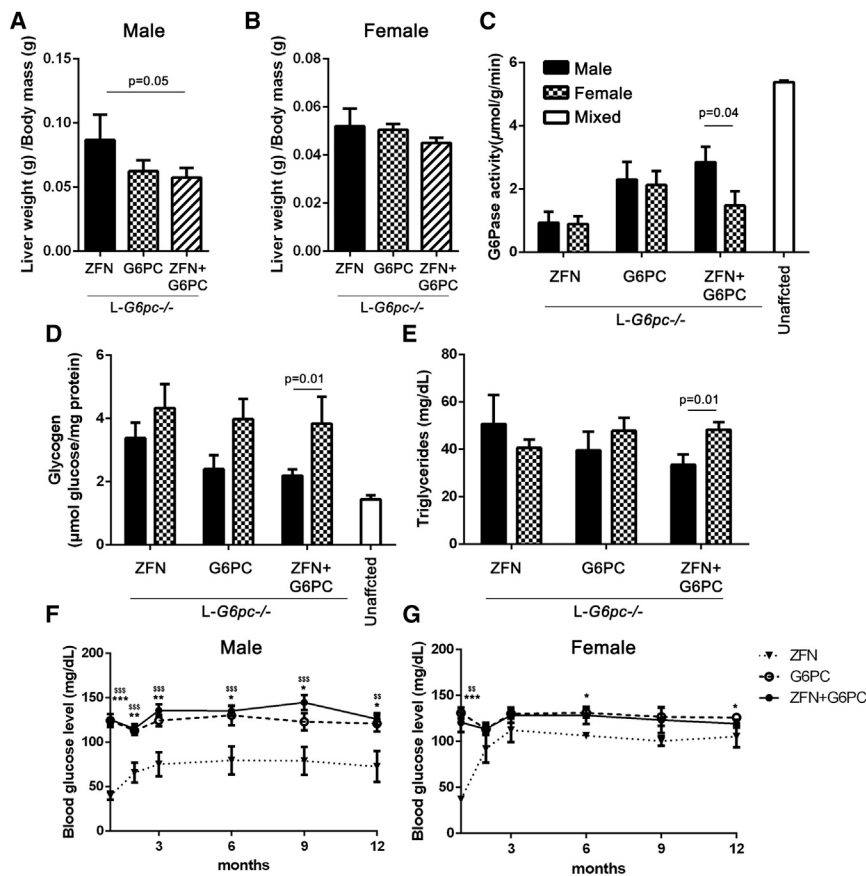 A
Male
Liver weight (g) /Body mass (g)
0.15
0.10
0.05
0.00
p=0.05
ZFN
G6PC
ZFN+
G6PC
L-G6pc-/-
B
Female
Liver weight (g) /Body mass (g)
0.08
0.06
0.04
0.02
0.00
ZFN
G6PC
ZFN+
G6PC
L-G6pc-/-
C
G6Pase activity(µmol/g/min)
6
4
2
0
Male
Female
Mixed
p=0.04
ZFN
G6PC
ZFN+
G6PC
Unaffcted
L-G6pc-/-
D
Glycogen
(µmol glucose/mg protein)
6
4
2
0
p=0.01
ZFN
G6PC
ZFN+
G6PC
Unaffcted
L-G6pc-/-
E
Triglycerides (mg/dL)
80
60
40
20
0
p=0.01
ZFN
G6PC
ZFN+
G6PC
L-G6pc-/-
F
Male
Blood glucose level (mg/dL)
200
150
100
50
0
$$$
***
$$$
**
$$$
**
$$$
*
$$$
*
$$
*
3
6
9
12
months
G
Female
Blood glucose level (mg/dL)
200
150
100
50
0
$$
***
*
*
3
6
9
12
months
ZFN
G6PC
ZFN+G6PC